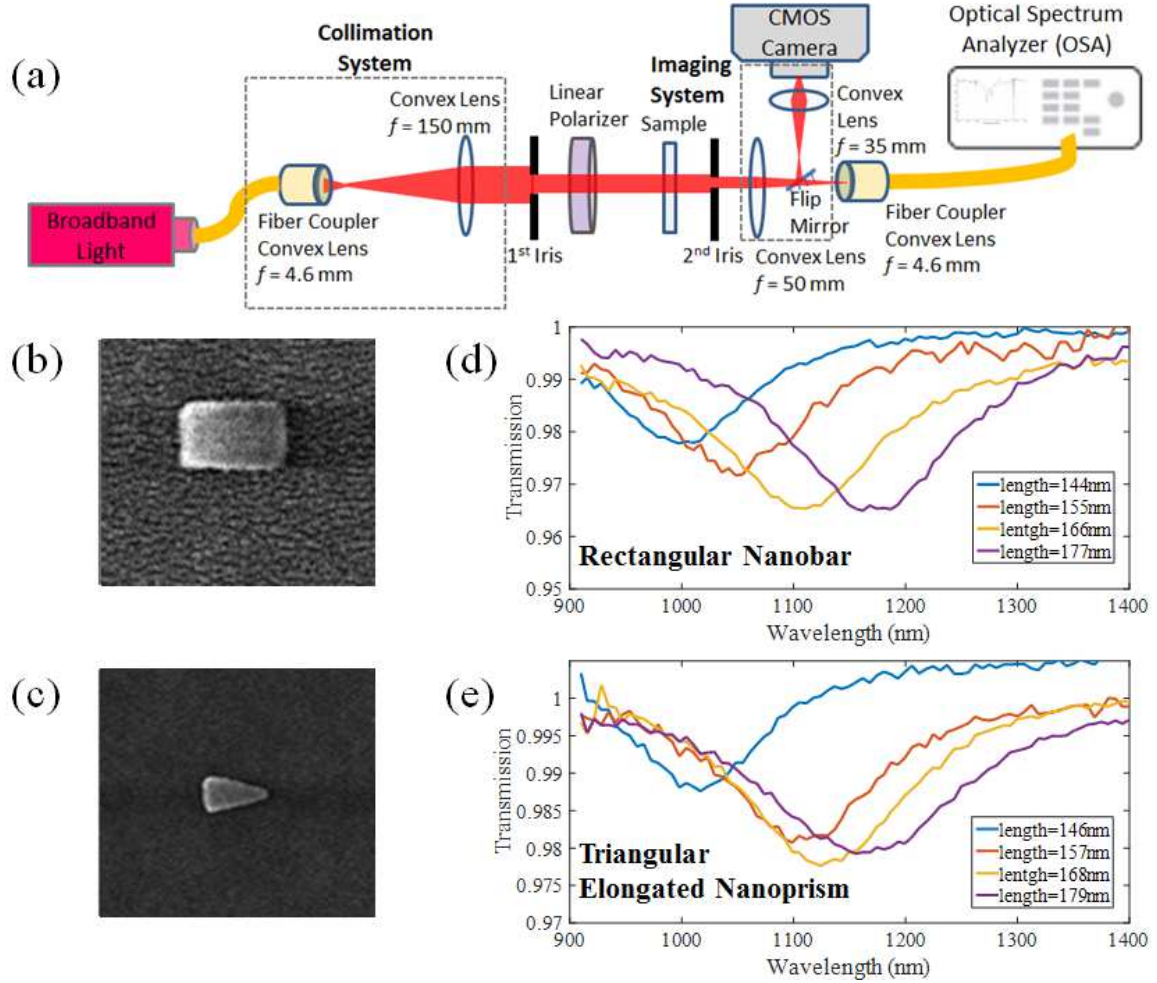 (a)
Collimation
System
Convex Lens
f = 150 mm
Broadband
Light
Fiber Coupler
Convex Lens
f = 4.6 mm
1st Iris
Linear
Polarizer
Imaging
System
Sample
2nd Iris
CMOS
Camera
Convex
Lens
f = 35 mm
Flip
Mirror
Convex Lens
f = 50 mm
Fiber Coupler
Convex Lens
f = 4.6 mm
Optical Spectrum
Analyzer (OSA)
(b)
(c)
(d)
Transmission
1
0.99
0.98
0.97
0.96
0.95
900 1000 1100 1200 1300 1400
Wavelength (nm)
Rectangular Nanobar
length=144nm
length=155nm
lentgh=166nm
length=177nm
(e)
Transmission
1
0.995
0.99
0.985
0.98
0.975
0.97
900 1000 1100 1200 1300 1400
Wavelength (nm)
Triangular
Elongated Nanoprism
length=146nm
length=157nm
lentgh=168nm
length=179nm